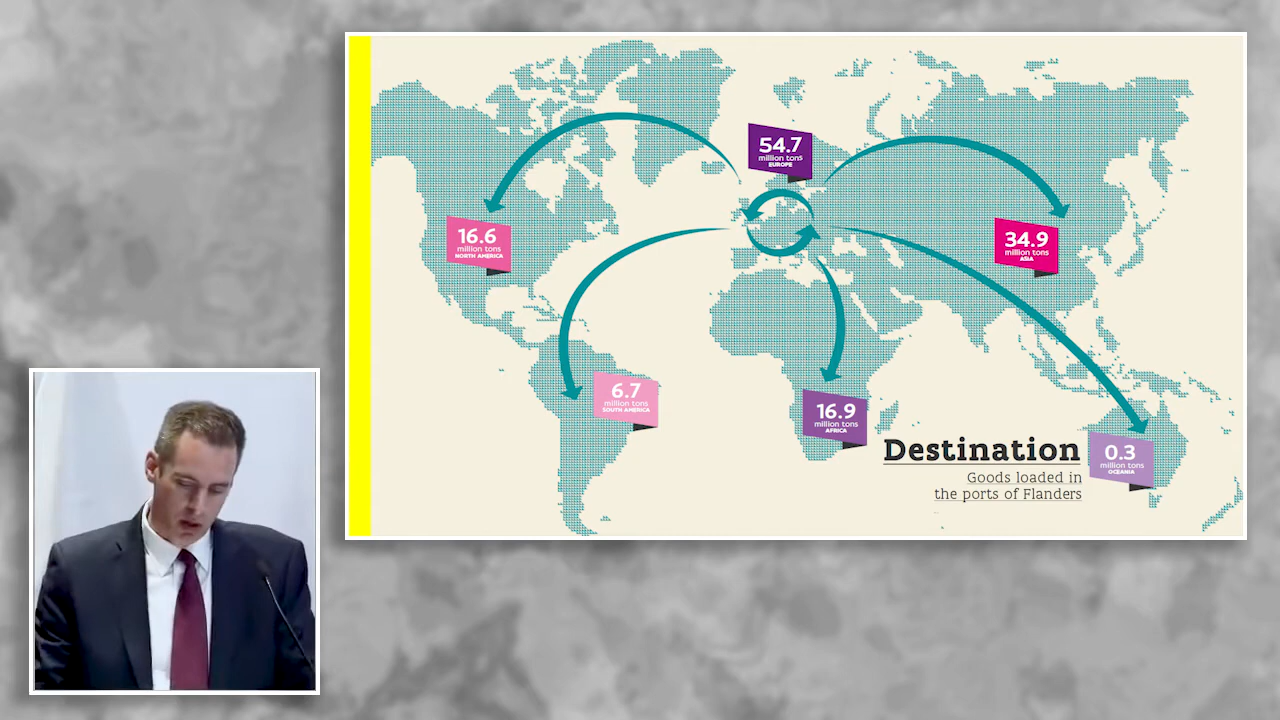 54.7
million tons
EUROPE
16.6
million tons
NORTH AMERICA
34.9
million tons
ASIA
6.7
million tons
SOUTH AMERICA
16.9
million tons
AFRICA
0.3
million tons
OCEANIA
Destination
Goods loaded in
the ports of Flanders